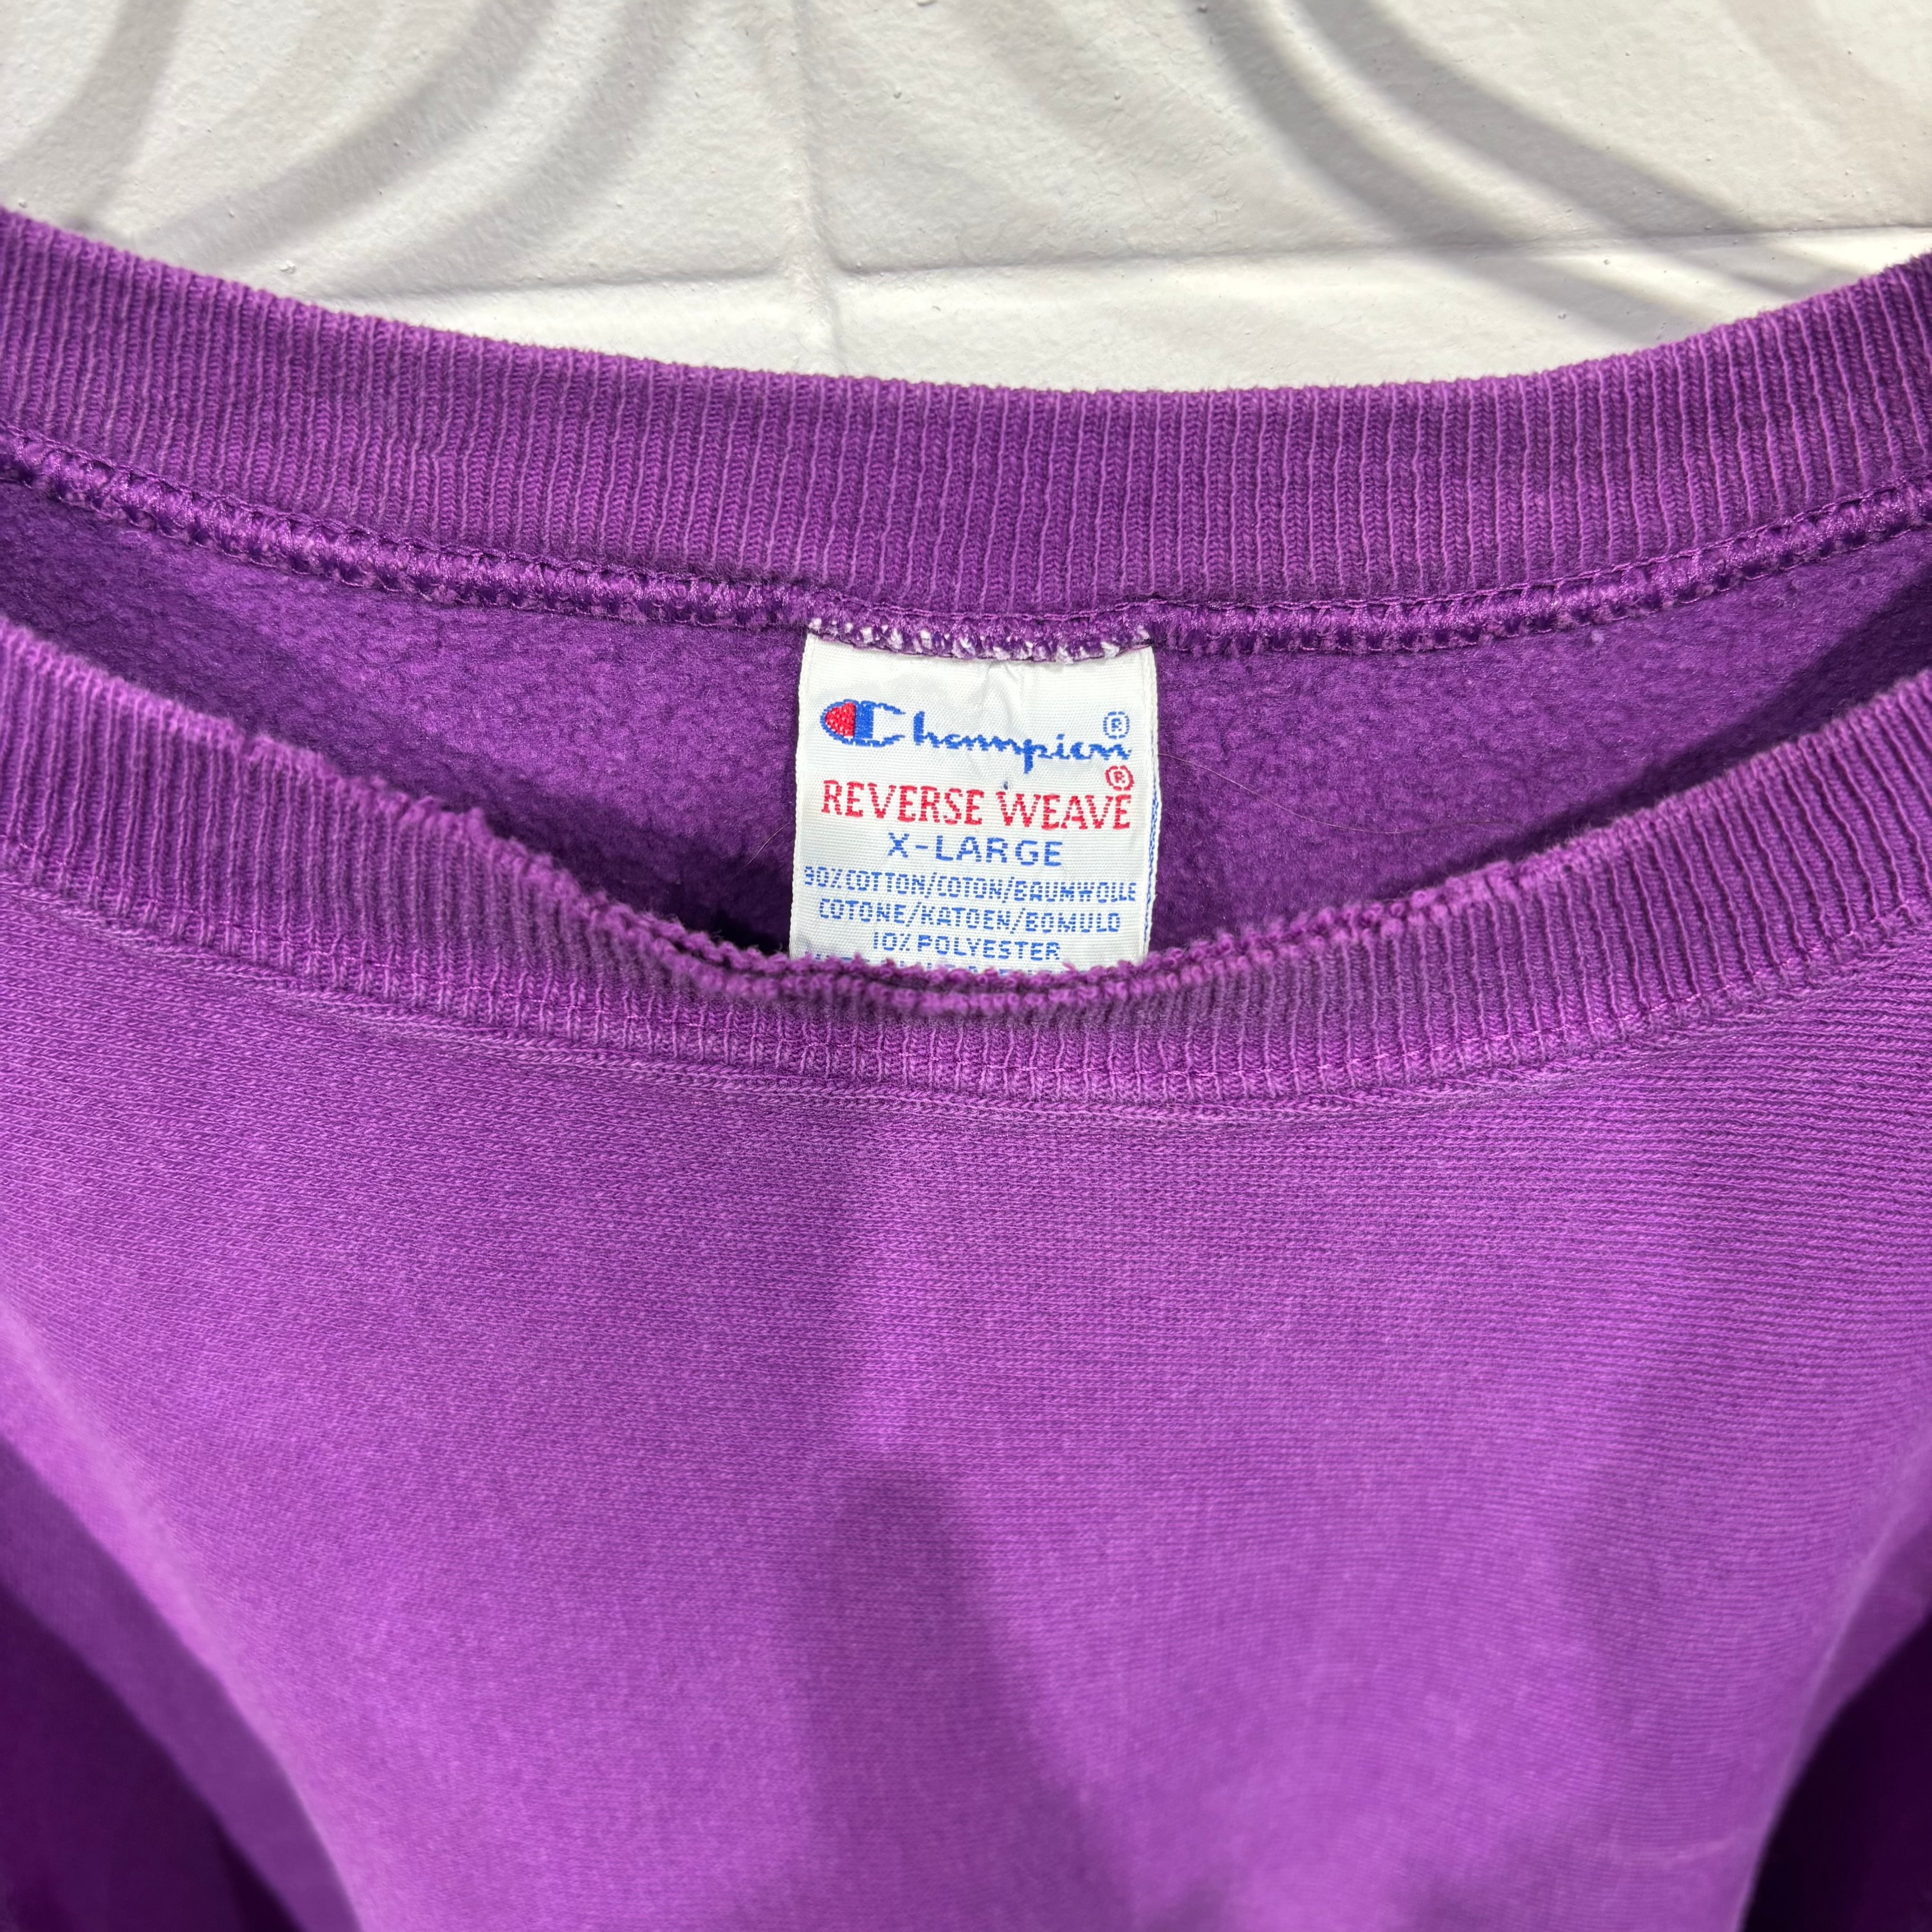 Champion®
REVERSE WEAVE®
X-LARGE
90% COTTON/COTON/BAUMWOLLE
COTONE/KATOEN/BOMULD
10% POLYESTER